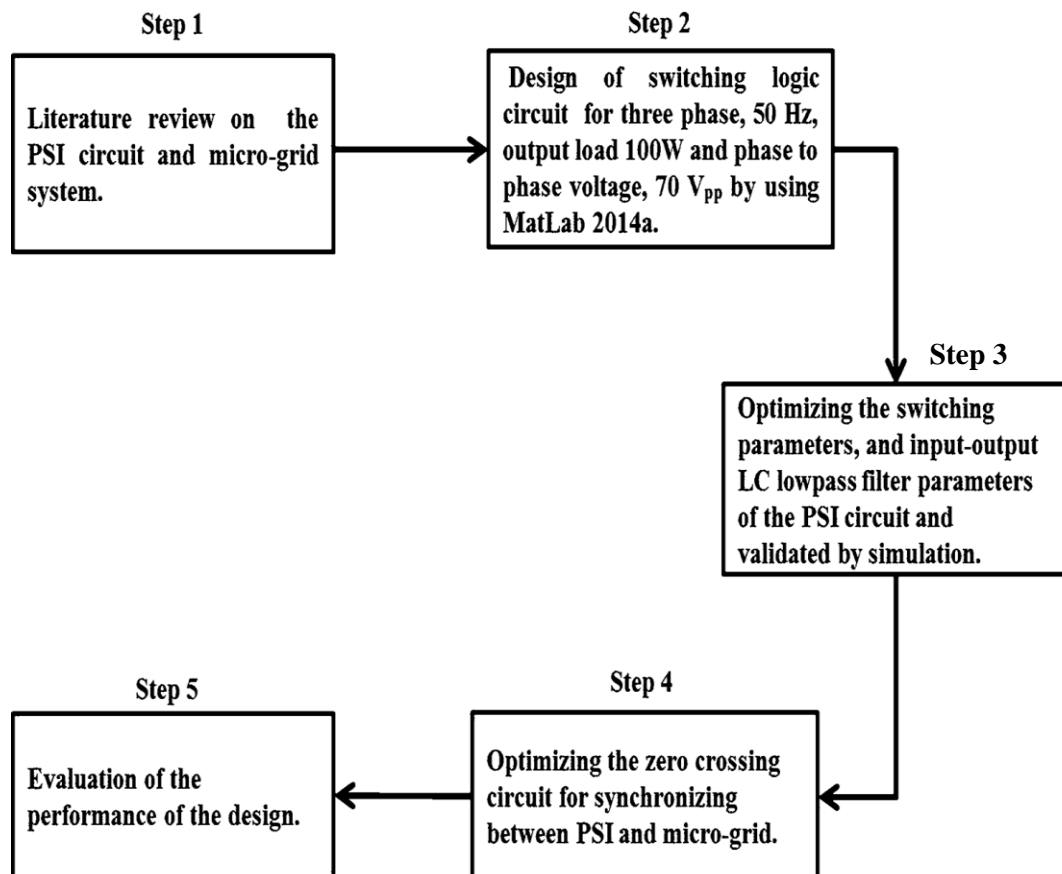 Step 1
Literature review on the
PSI circuit and micro-grid
system.
Step 2
Design of switching logic
circuit for three phase, 50 Hz,
output load 100W and phase to
phase voltage, 70 Vpp by using
MatLab 2014a.
Step 3
Optimizing the switching
parameters, and input-output
LC lowpass filter parameters
of the PSI circuit and
validated by simulation.
Step 4
Optimizing the zero crossing
circuit for synchronizing
between PSI and micro-grid.
Step 5
Evaluation of the
performance of the design.